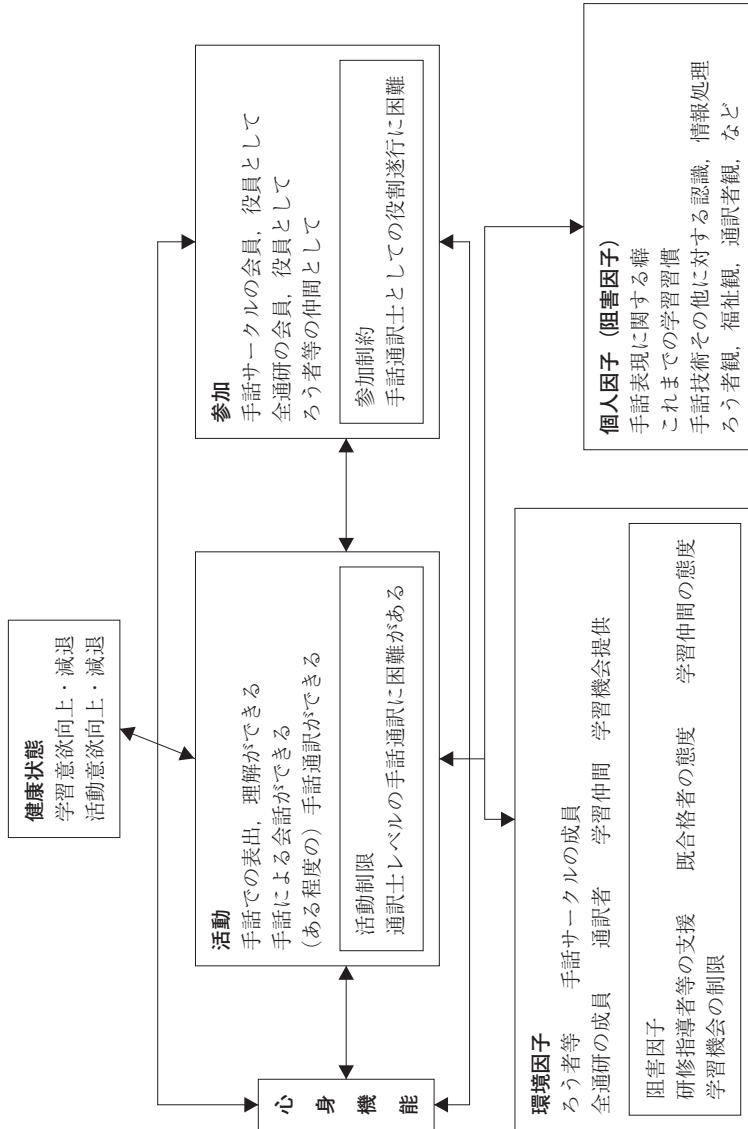 健康状態
学習意欲向上・減退
活動意欲向上・減退
心身機能
活動
手話での表出，理解ができる
手話による会話ができる
(ある程度の) 手話通訳ができる
活動制限
通訳士レベルの手話通訳に困難がある
参加
手話サークルの会員，役員として
全通研の会員，役員として
ろう者等の仲間として
参加制約
手話通訳士としての役割遂行に困難
環境因子
ろう者等　手話サークルの成員
全通研の成員　通訳者　学習仲間　学習機会提供
阻害因子
研修指導者等の支援　既合格者の態度　学習仲間の態度
学習機会の制限
個人因子（阻害因子）
手話表現に関する癖
これまでの学習習慣
手話技術その他に対する認識，情報処理
ろう者観，福祉観，通訳者観，など